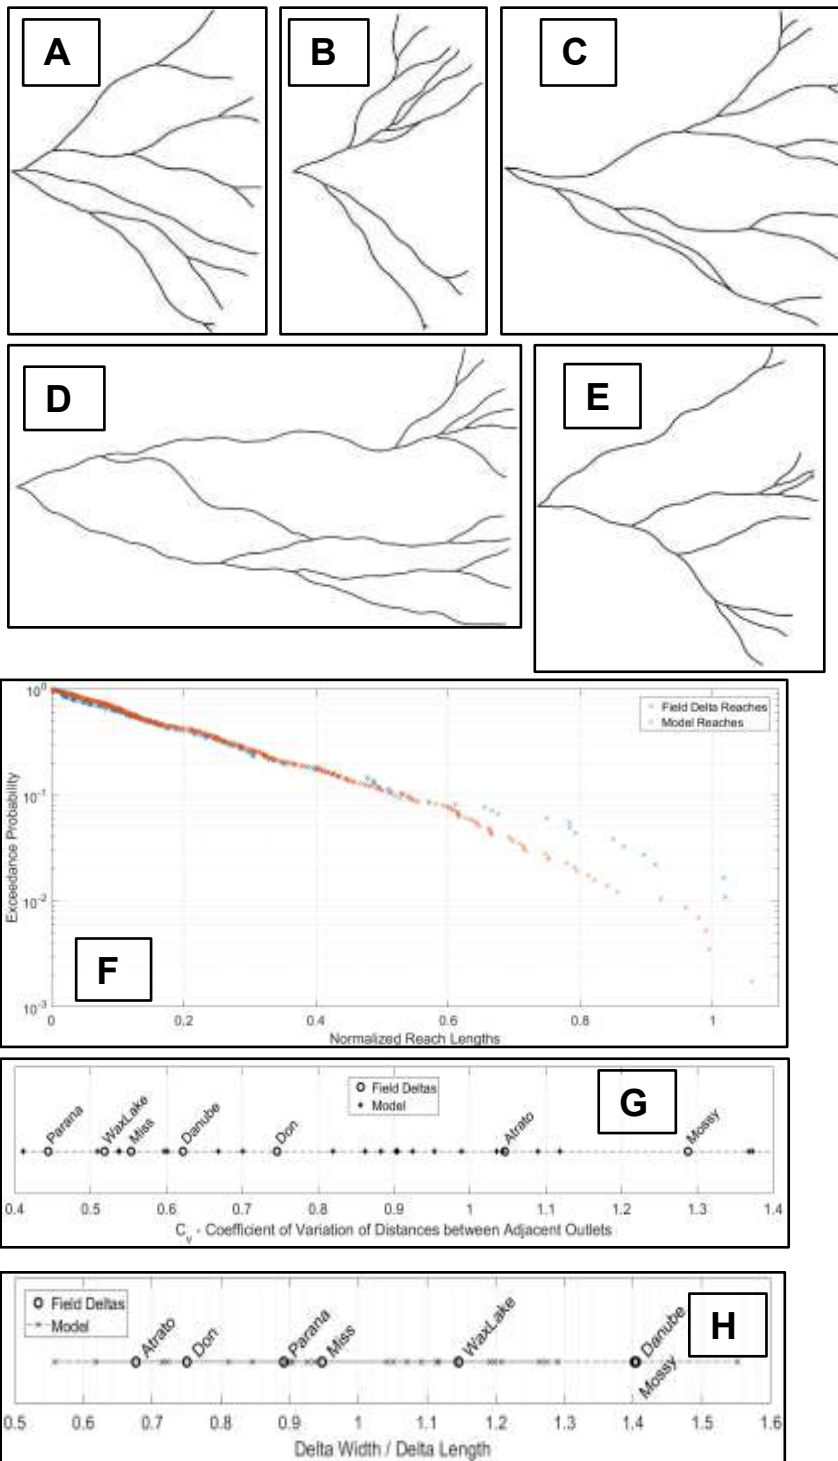 A
B
C
D
E
10^0
10^-1
10^-2
10^-3
Exceedance Probability
Field Delta Reaches
Model Reaches
F
0 0.2 0.4 0.6 0.8 1
Normalized Reach Lengths
Field Deltas
Model
G
Parana WaxLake Miss Danube Don Atrato Mossy
0.4 0.5 0.6 0.7 0.8 0.9 1 1.1 1.2 1.3 1.4
C_v - Coefficient of Variation of Distances between Adjacent Outlets
Field Deltas
Model
H
Atrato Don Parana Miss WaxLake Danube
Mossy
0.5 0.6 0.7 0.8 0.9 1 1.1 1.2 1.3 1.4 1.5 1.6
Delta Width / Delta Length